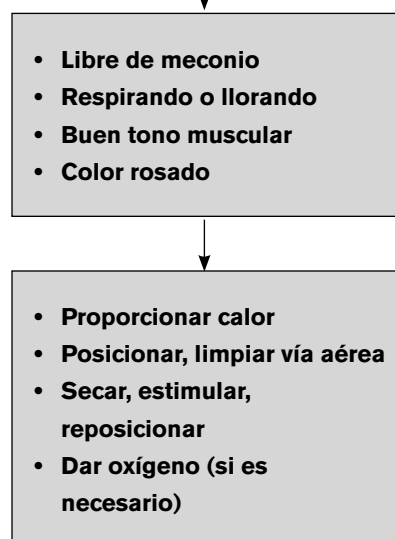 • Libre de meconio
• Respirando o llorando
• Buen tono muscular
• Color rosado
• Proporcionar calor
• Posicionar, limpiar vía aérea
• Secar, estimular,
reposicionar
• Dar oxígeno (si es
necesario)